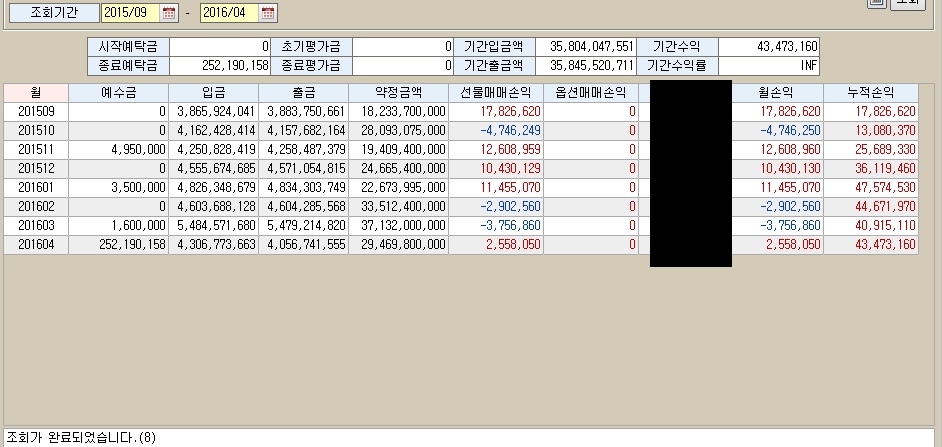 조회기간 2015/09 - 2016/04 조회
시작예탁금 0 초기평가금 0 기간입금액 35,804,047,551 기간수익 43,473,160
종료예탁금 252,190,158 종료평가금 0 기간출금액 35,845,520,711 기간수익률 INF
월 예수금 입금 출금 약정금액 선물매매손익 옵션매매손익 월손익 누적손익
201509 0 3,865,924,041 3,883,750,661 18,233,700,000 17,826,620 0 17,826,620 17,826,620
201510 0 4,162,428,414 4,157,682,164 28,093,075,000 -4,746,249 0 -4,746,250 13,080,370
201511 4,950,000 4,250,828,419 4,258,487,379 19,409,400,000 12,608,959 0 12,608,960 25,689,330
201512 0 4,555,674,685 4,571,054,815 24,665,400,000 10,430,129 0 10,430,130 36,119,460
201601 3,500,000 4,826,348,679 4,834,303,749 22,673,995,000 11,455,070 0 11,455,070 47,574,530
201602 0 4,603,688,128 4,604,285,568 33,512,400,000 -2,902,560 0 -2,902,560 44,671,970
201603 1,600,000 5,484,571,680 5,479,214,820 37,132,000,000 -3,756,860 0 -3,756,860 40,915,110
201604 252,190,158 4,306,773,663 4,056,741,555 29,469,800,000 2,558,050 0 2,558,050 43,473,160
조회가 완료되었습니다.(8)